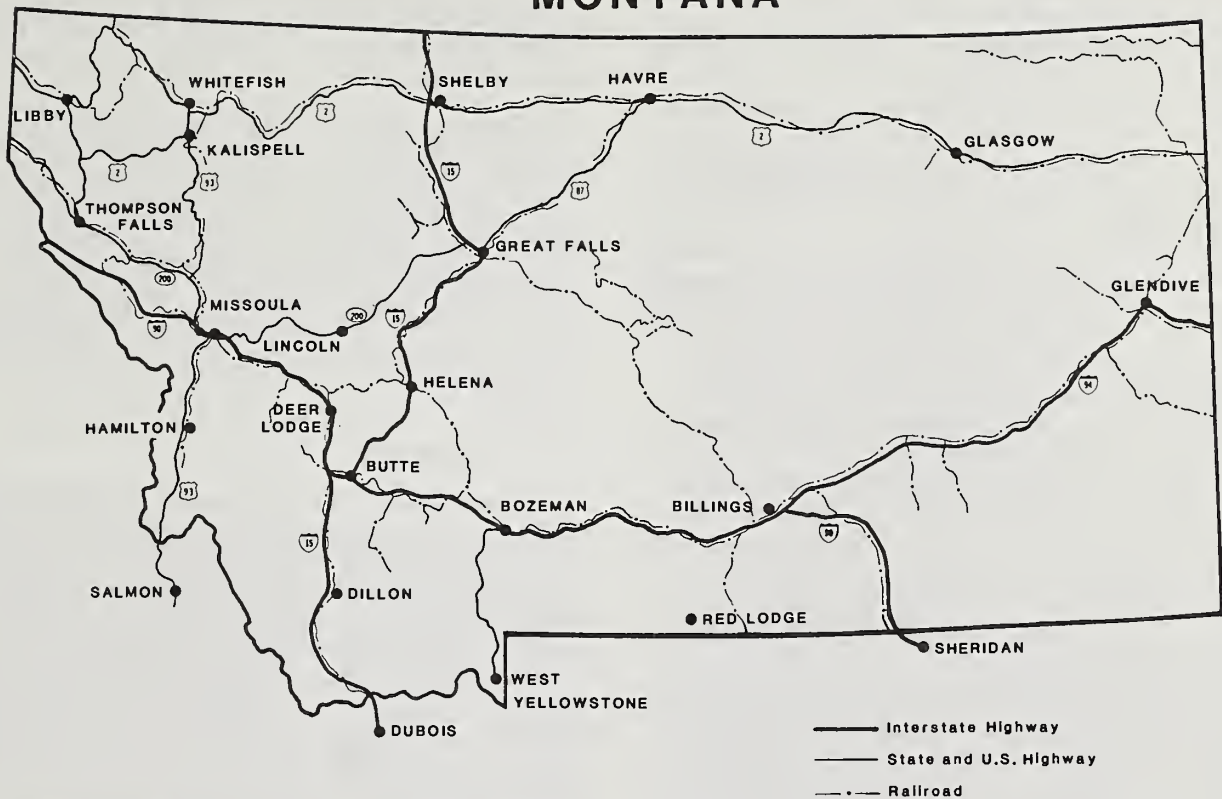 MONTANA
WHITEFISH
SHELBY
HAVRE
LIBBY
2
KALISPELL
2
GLASGOW
2
93
15
87
THOMPSON
FALLS
GREAT FALLS
200
MISSOULA
GLENDIVE
90
LINCOLN
200
15
HELENA
94
DEER
LODGE
HAMILTON
BUTTE
93
BOZEMAN
BILLINGS
15
90
SALMON
DILLON
RED LODGE
SHERIDAN
WEST
YELLOWSTONE
DUBOIS
Interstate Highway
State and U.S. Highway
Railroad